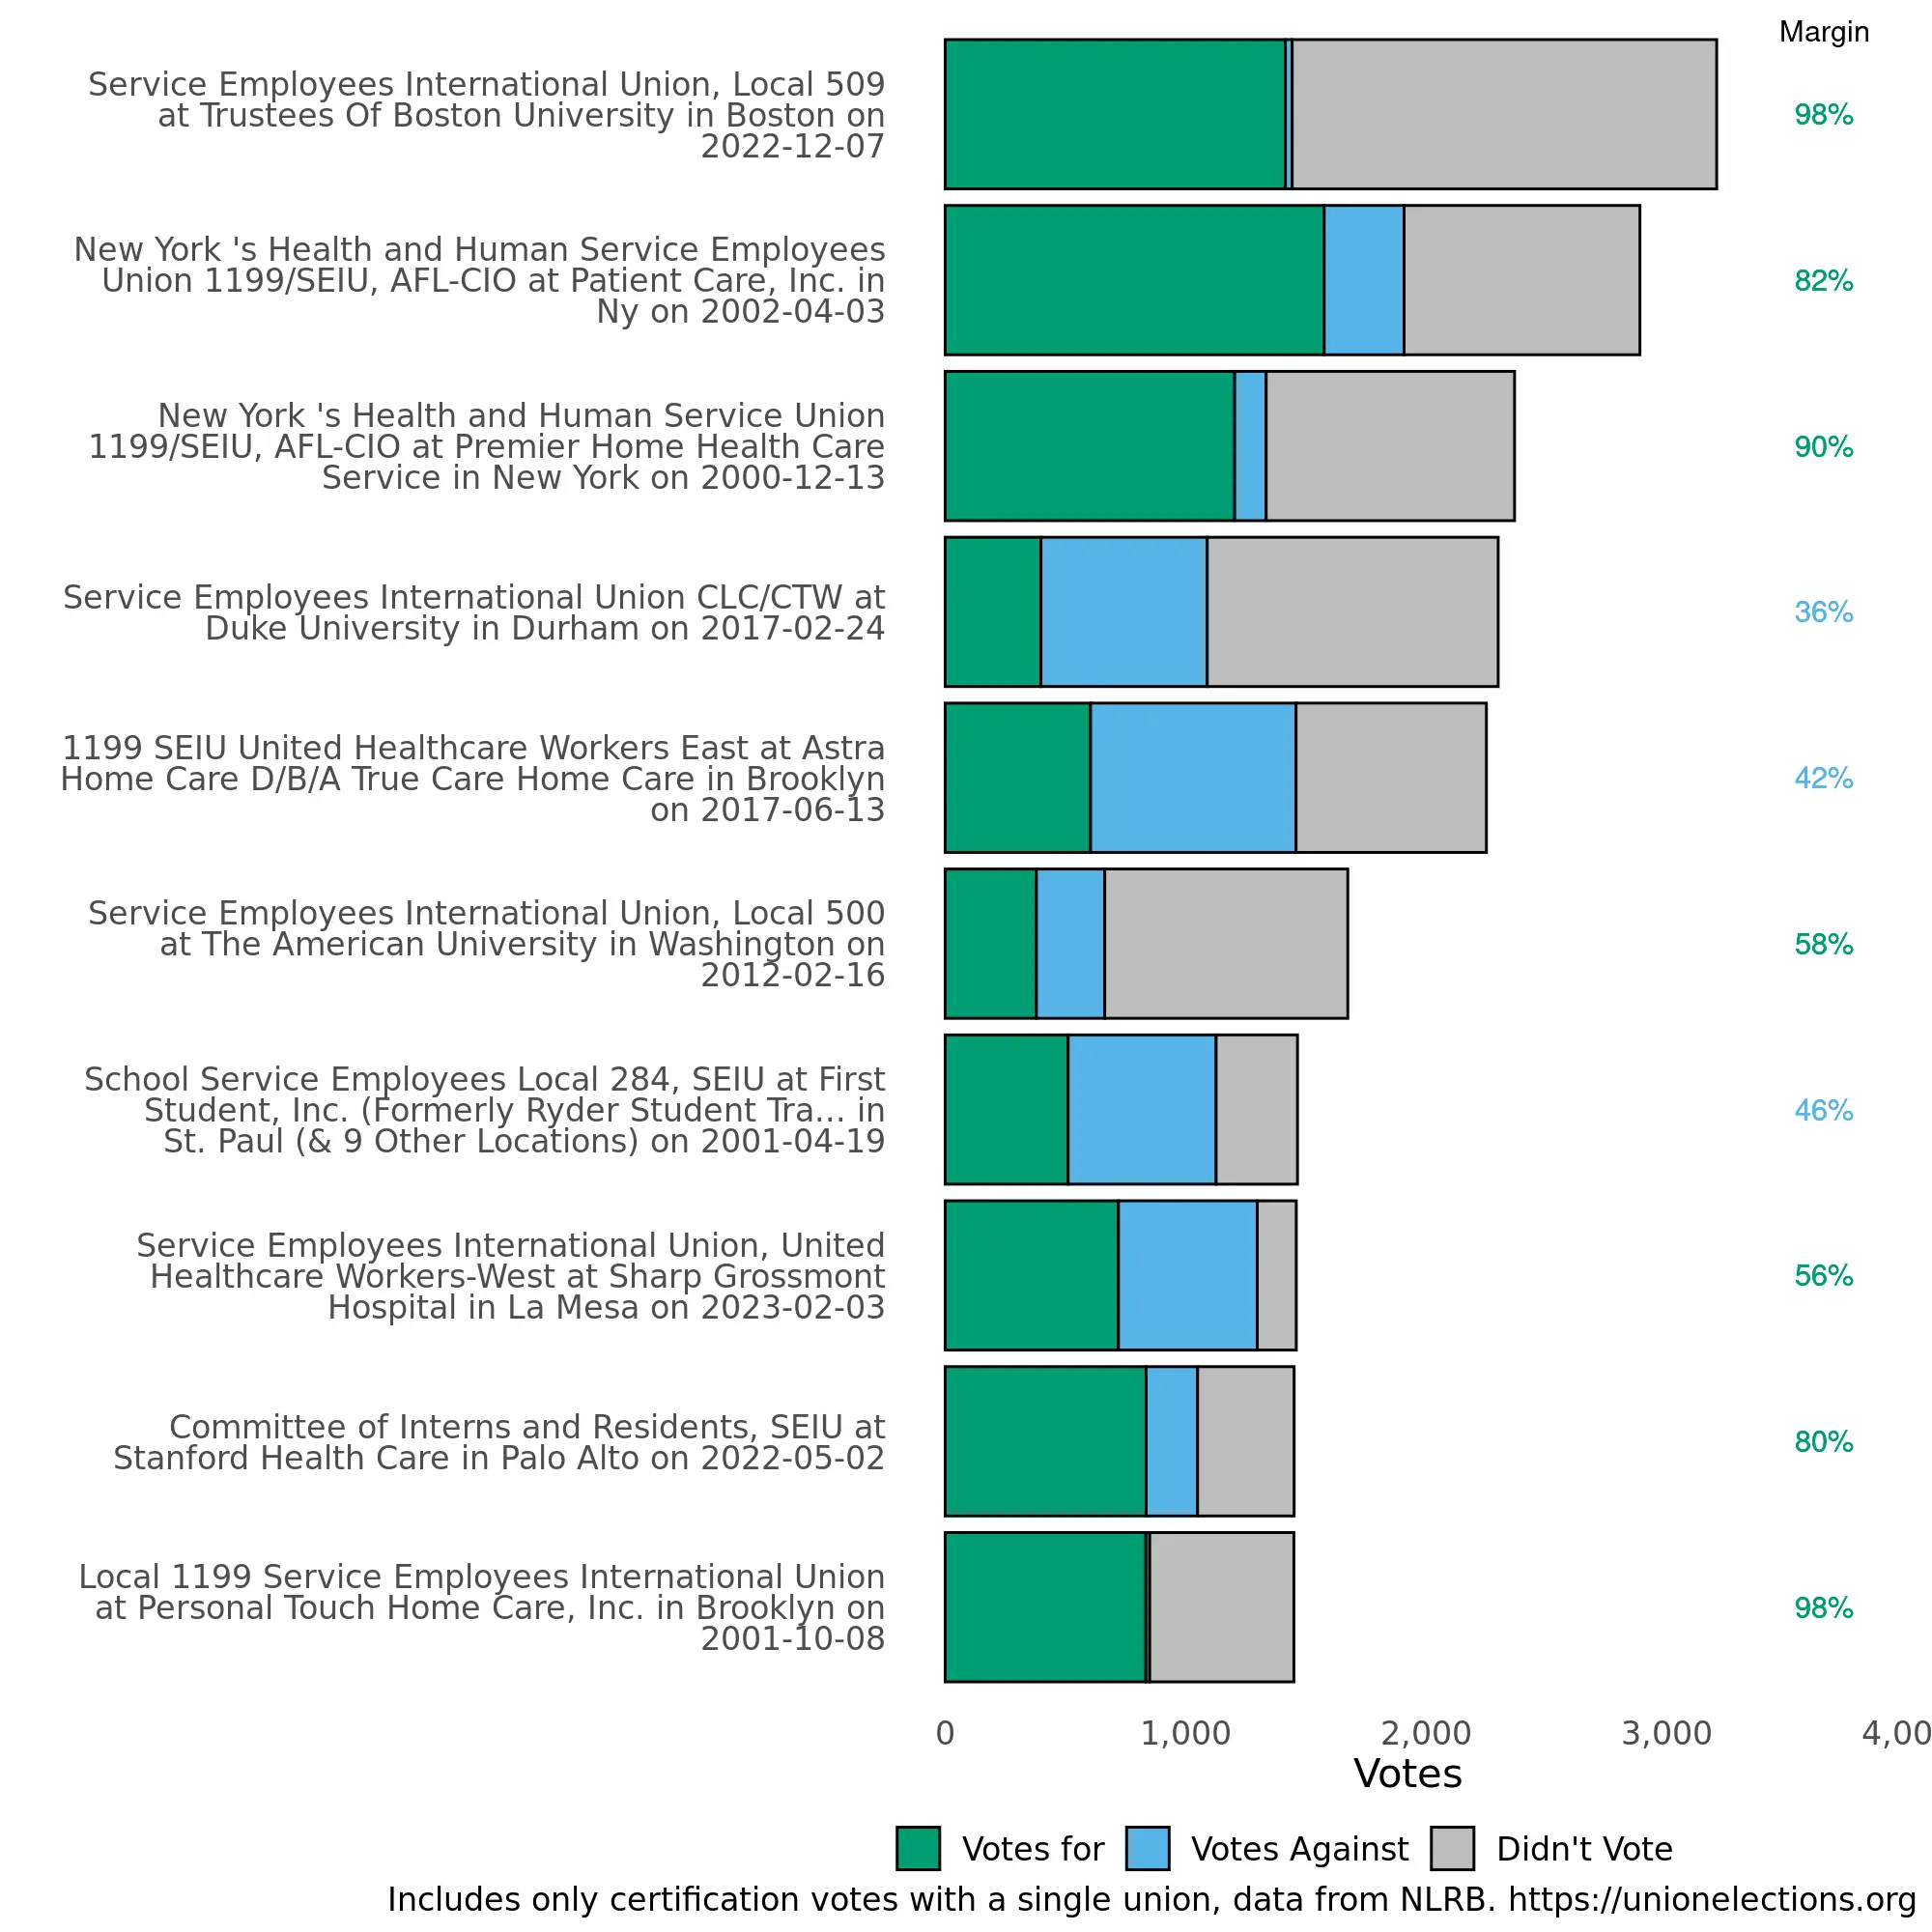 Margin
Service Employees International Union, Local 509
at Trustees Of Boston University in Boston on
2022-12-07
98%
New York 's Health and Human Service Employees
Union 1199/SEIU, AFL-CIO at Patient Care, Inc. in
Ny on 2002-04-03
82%
New York 's Health and Human Service Union
1199/SEIU, AFL-CIO at Premier Home Health Care
Service in New York on 2000-12-13
90%
Service Employees International Union CLC/CTW at
Duke University in Durham on 2017-02-24
36%
1199 SEIU United Healthcare Workers East at Astra
Home Care D/B/A True Care Home Care in Brooklyn
on 2017-06-13
42%
Service Employees International Union, Local 500
at The American University in Washington on
2012-02-16
58%
School Service Employees Local 284, SEIU at First
Student, Inc. (Formerly Ryder Student Tra... in
St. Paul (& 9 Other Locations) on 2001-04-19
46%
Service Employees International Union, United
Healthcare Workers-West at Sharp Grossmont
Hospital in La Mesa on 2023-02-03
56%
Committee of Interns and Residents, SEIU at
Stanford Health Care in Palo Alto on 2022-05-02
80%
Local 1199 Service Employees International Union
at Personal Touch Home Care, Inc. in Brooklyn on
2001-10-08
98%
0 1,000 2,000 3,000 4,00
Votes
Votes for Votes Against Didn't Vote
Includes only certification votes with a single union, data from NLRB. https://unionelections.org